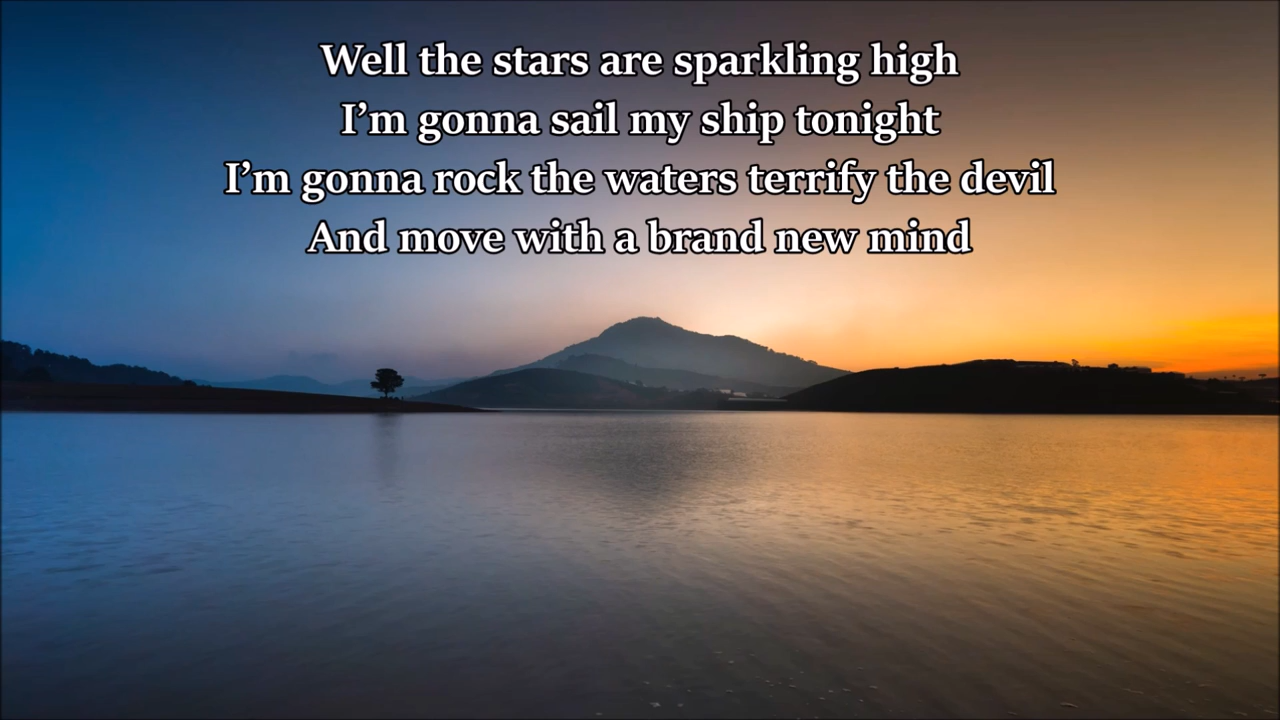 Well the stars are sparkling high
I’m gonna sail my ship tonight
I’m gonna rock the waters terrify the devil
And move with a brand new mind